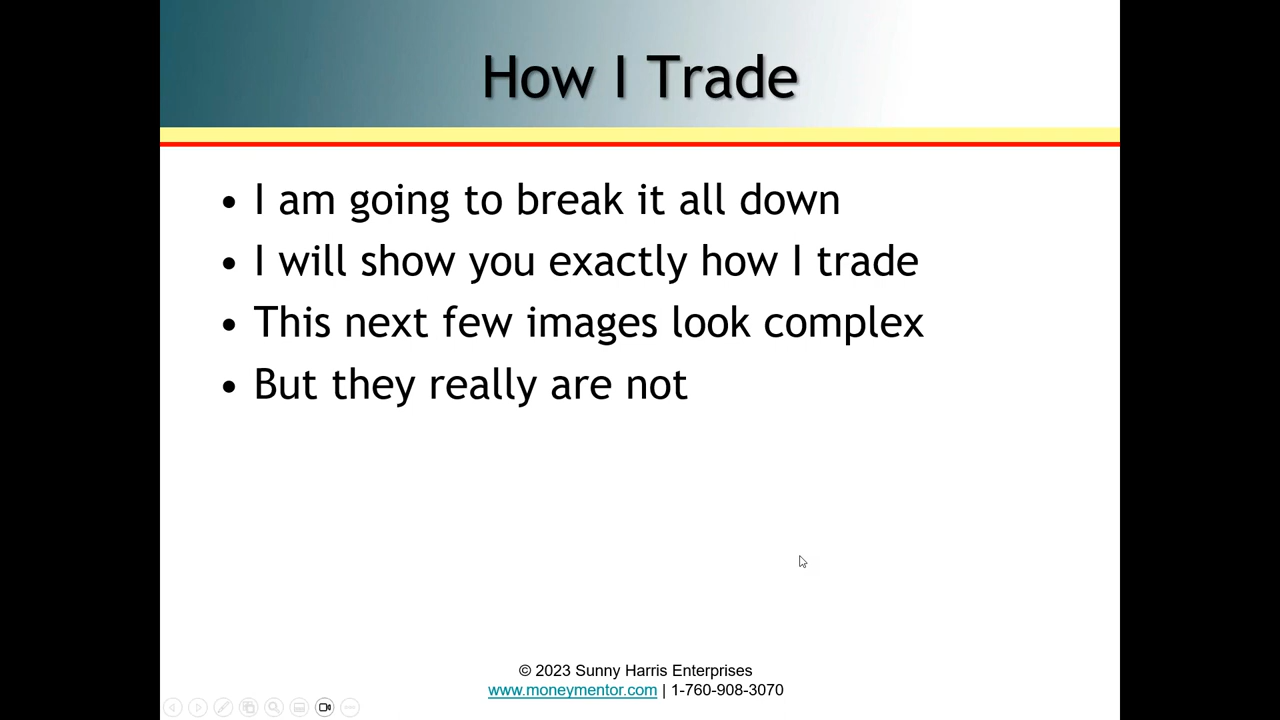 How I Trade
• I am going to break it all down
• I will show you exactly how I trade
• This next few images look complex
• But they really are not
© 2023 Sunny Harris Enterprises
www.moneymentor.com | 1-760-908-3070